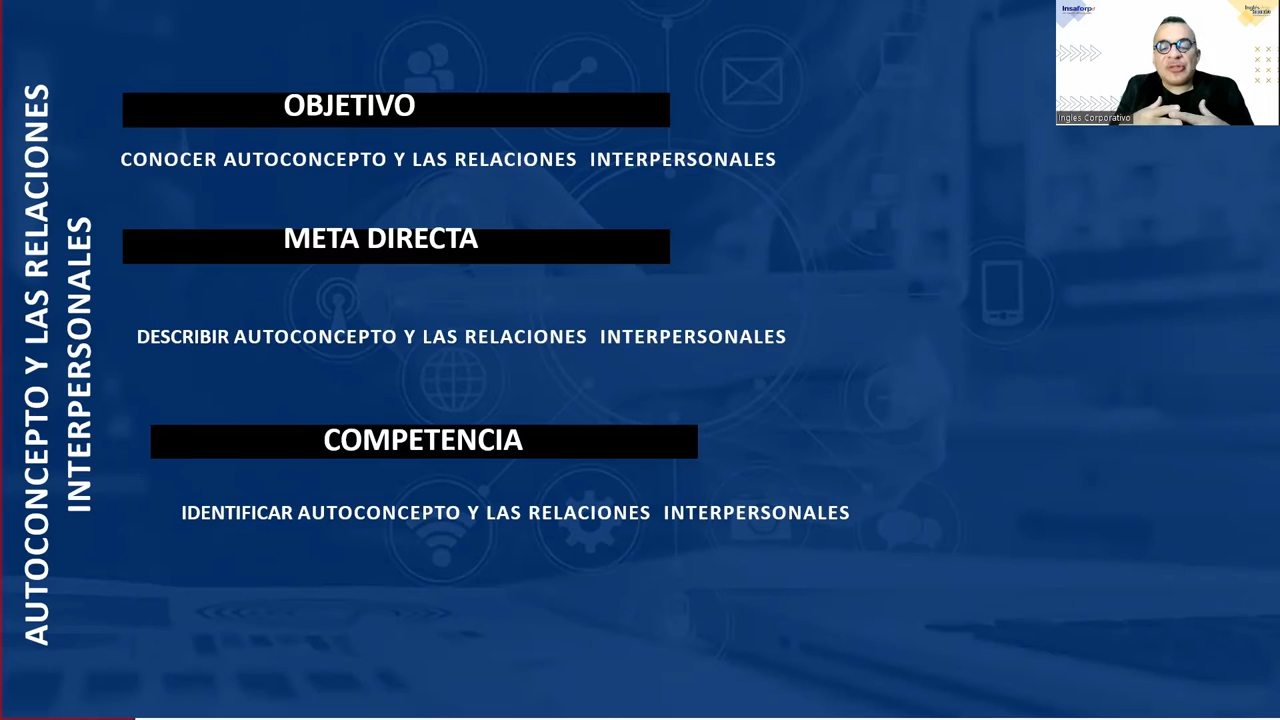 AUTOCONCEPTO Y LAS RELACIONES
INTERPERSONALES
OBJETIVO
CONOCER AUTOCONCEPTO Y LAS RELACIONES INTERPERSONALES
META DIRECTA
DESCRIBIR AUTOCONCEPTO Y LAS RELACIONES INTERPERSONALES
COMPETENCIA
IDENTIFICAR AUTOCONCEPTO Y LAS RELACIONES INTERPERSONALES
Insaforp
Ingles Corporativo